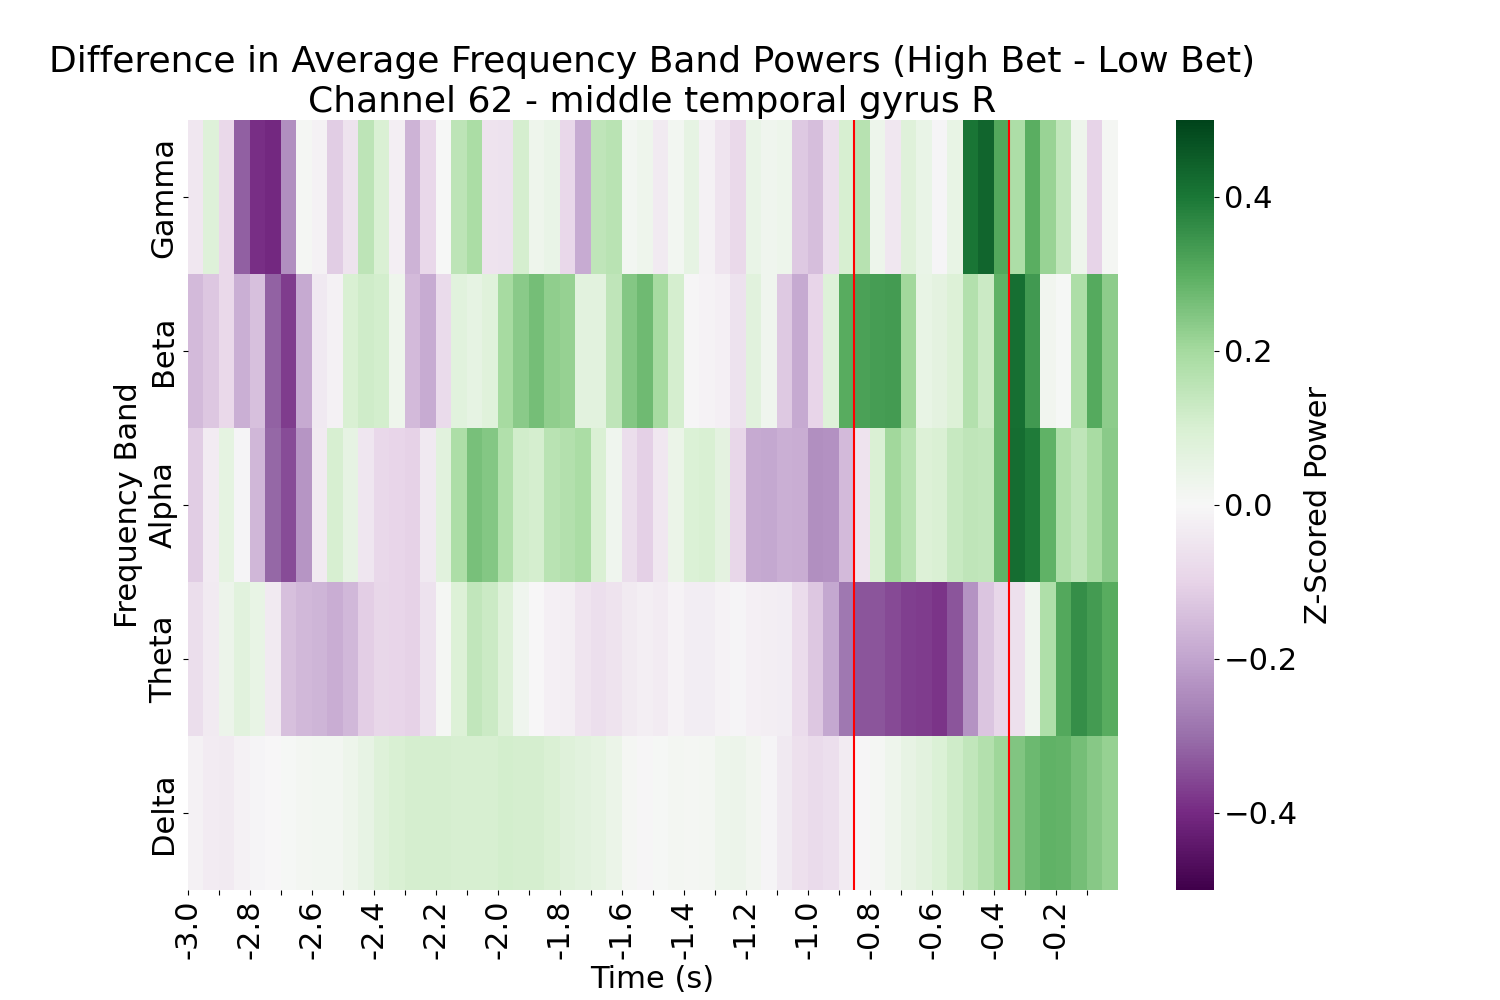 Difference in Average Frequency Band Powers (High Bet - Low Bet)
Channel 62 - middle temporal gyrus R
Frequency Band
Gamma
Beta
Alpha
Theta
Delta
-3.0
-2.8
-2.6
-2.4
-2.2
-2.0
-1.8
-1.6
-1.4
-1.2
-1.0
-0.8
-0.6
-0.4
-0.2
Time (s)
0.4
0.2
0.0
−0.2
−0.4
Z-Scored Power